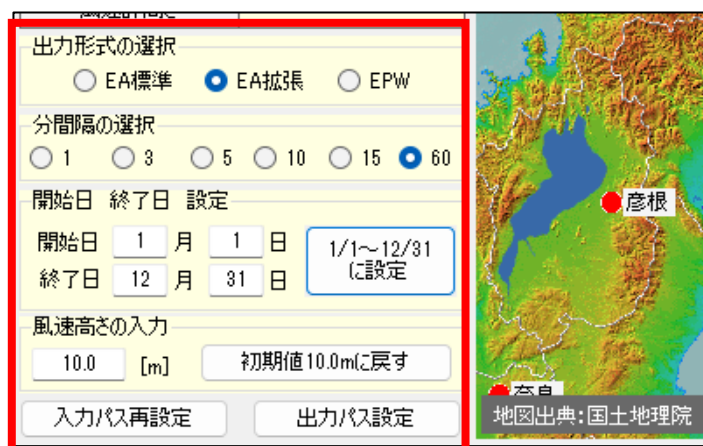 出力形式の選択
EA標準 EA拡張 EPW
分間隔の選択
1 3 5 10 15 60
開始日 終了日 設定
開始日 1 月 1 日
終了日 12 月 31 日
1/1～12/31
に設定
風速高さの入力
10.0 [m] 初期値10.0mに戻す
入力パス再設定 出力パス設定
彦根
奈良
地図出典:国土地理院